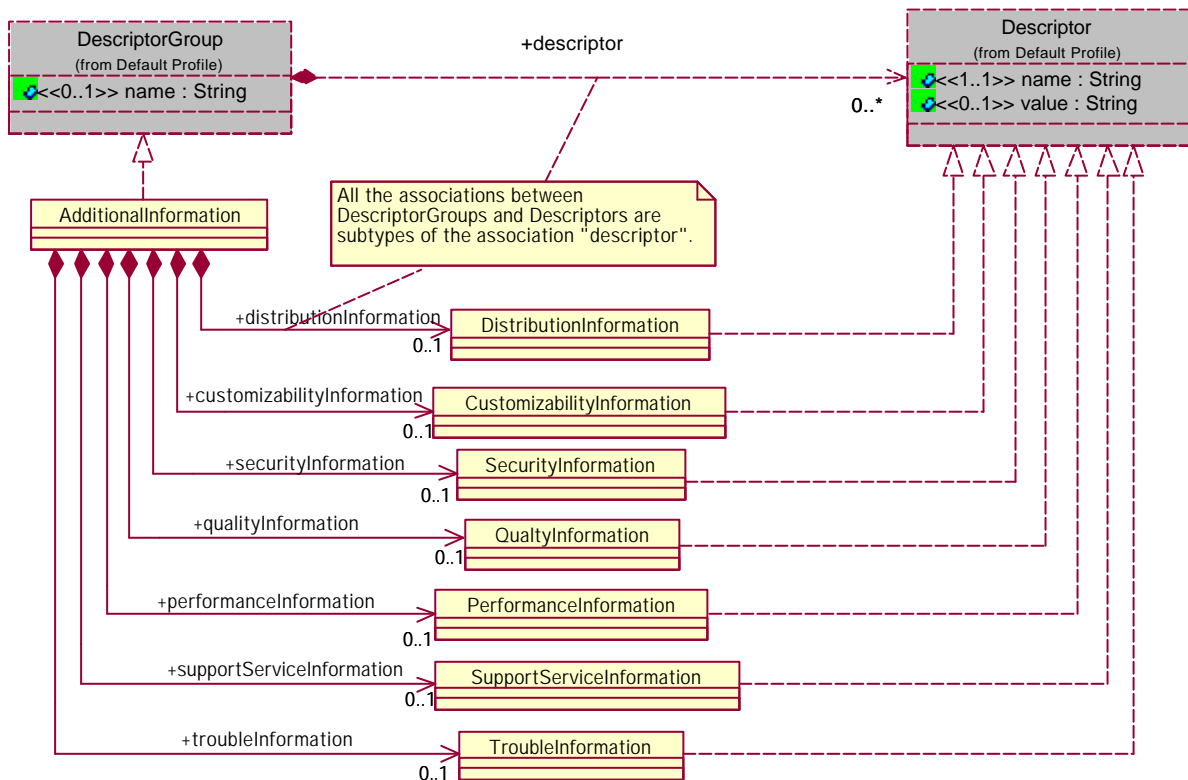 DescriptorGroup
(from Default Profile)
<<0..1>> name : String
+descriptor
0..*
Descriptor
(from Default Profile)
<<1..1>> name : String
<<0..1>> value : String
AdditionalInformation
All the associations between
DescriptorGroups and Descriptors are
subtypes of the association "descriptor".
+distributionInformation
0..1
DistributionInformation
+customizabilityInformation
0..1
CustomizabilityInformation
+securityInformation
0..1
SecurityInformation
+qualityInformation
0..1
QualtyInformation
+performanceInformation
0..1
PerformanceInformation
+supportServiceInformation
0..1
SupportServiceInformation
+troubleInformation
0..1
TroubleInformation